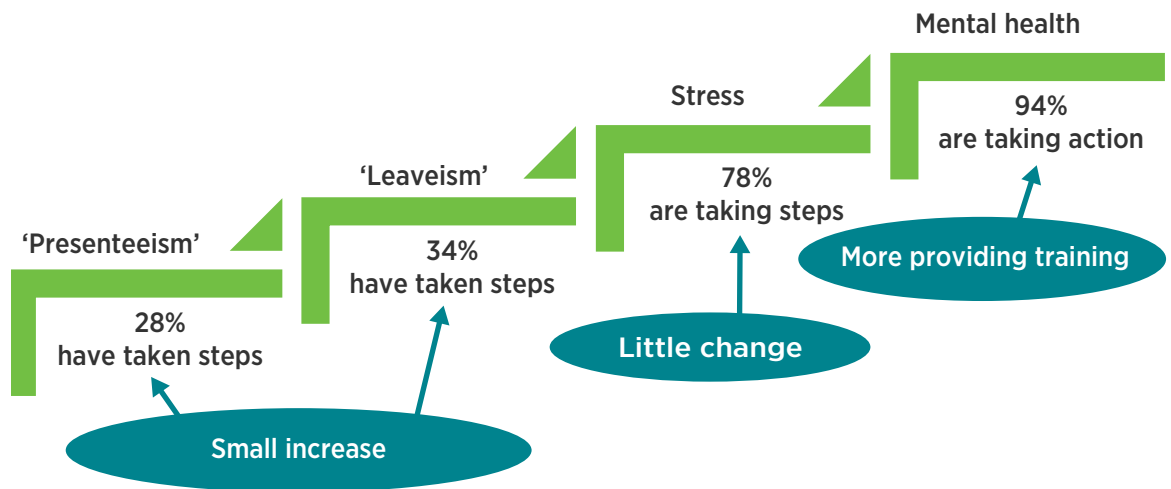 ‘Presenteeism’
28%
have taken steps
‘Leaveism’
34%
have taken steps
Small increase
Stress
78%
are taking steps
Little change
Mental health
94%
are taking action
More providing training